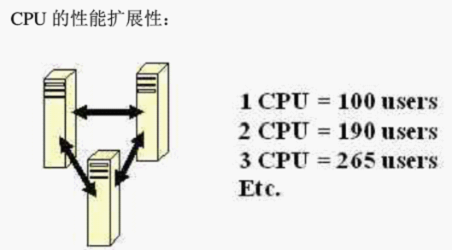 CPU 的性能扩展性:
1 CPU = 100 users
2 CPU = 190 users
3 CPU = 265 users
Etc.